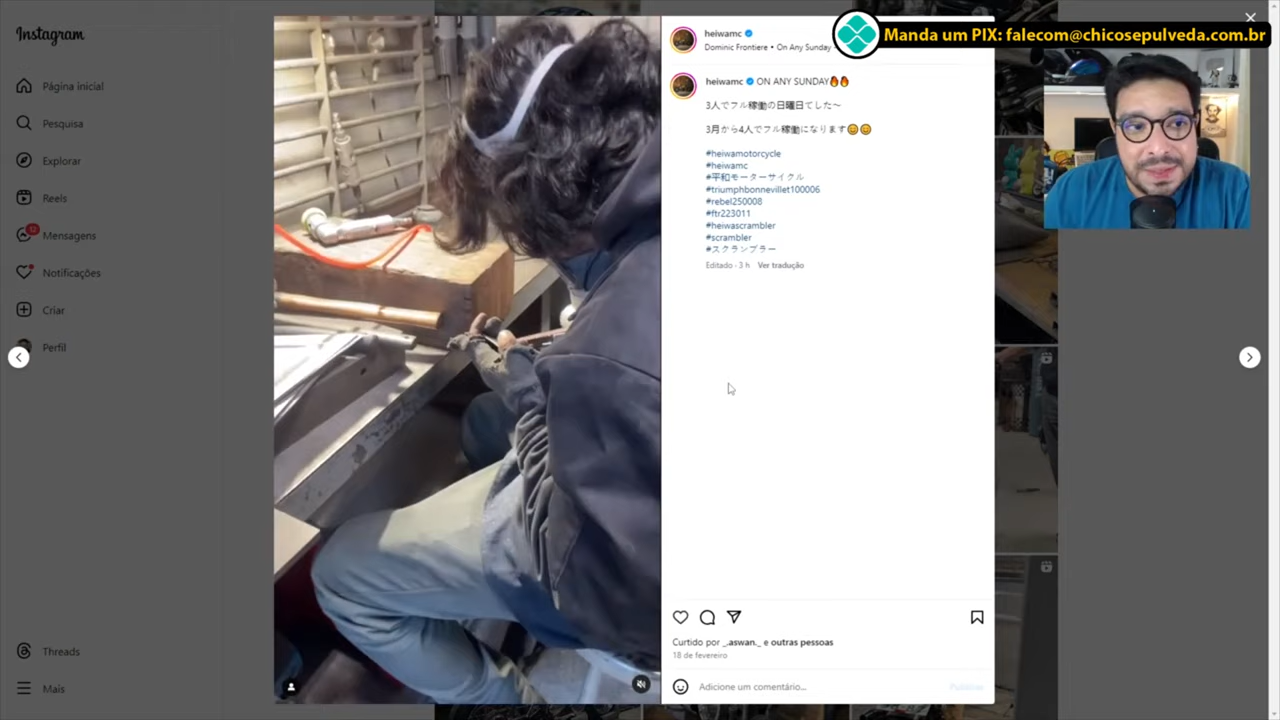 Instagram
Página inicial
Pesquisa
Explorar
Reels
12
Mensagens
Notificações
Criar
Perfil
Threads
Mais
heiwamc
Dominic Frontiere • On Any Sunday
Manda um PIX: falecom@chicosepulveda.com.br
heiwamc ON ANY SUNDAY🔥🔥
3人でフル稼働の日曜日でした〜
3月から4人でフル稼働になります😊😊
#heiwamotorcycle
#heiwamc
#平和モーターサイクル
#triumphbonnevillet100006
#rebel250008
#ftr223011
#heiwascrambler
#scrambler
#スクランブラー
Editado · 3 h Ver tradução
Curtido por _.aswan._ e outras pessoas
18 de fevereiro
Adicione um comentário...
Publicar